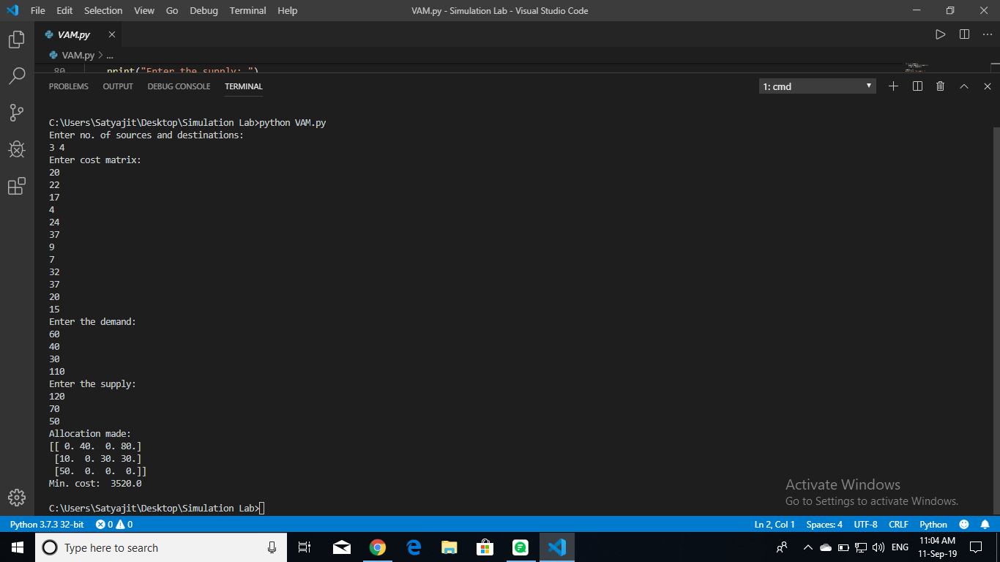 File Edit Selection View Go Debug Terminal Help VAM.py - Simulation Lab - Visual Studio Code
VAM.py
VAM.py > ...
80 print("Enter the supply: ")
PROBLEMS OUTPUT DEBUG CONSOLE TERMINAL 1: cmd
C:\Users\Satyajit\Desktop\Simulation Lab>python VAM.py
Enter no. of sources and destinations:
3 4
Enter cost matrix:
20
22
17
4
24
37
9
7
32
37
20
15
Enter the demand:
60
40
30
110
Enter the supply:
120
70
50
Allocation made:
[[ 0. 40.  0. 80.]
 [10.  0. 30. 30.]
 [50.  0.  0.  0.]]
Min. cost:  3520.0
C:\Users\Satyajit\Desktop\Simulation Lab>
Activate Windows
Go to Settings to activate Windows.
Python 3.7.3 32-bit 0 0 Ln 2, Col 1 Spaces: 4 UTF-8 CRLF Python
Type here to search ENG 11:04 AM
11-Sep-19